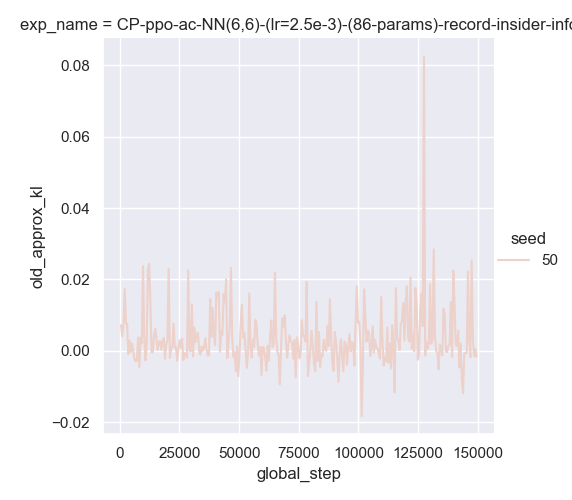 exp_name = CP-ppo-ac-NN(6,6)-(lr=2.5e-3)-(86-params)-record-insider-info
0.08
0.06
0.04
0.02
0.00
−0.02
old_approx_kl
0 25000 50000 75000 100000 125000 150000
global_step
seed
50